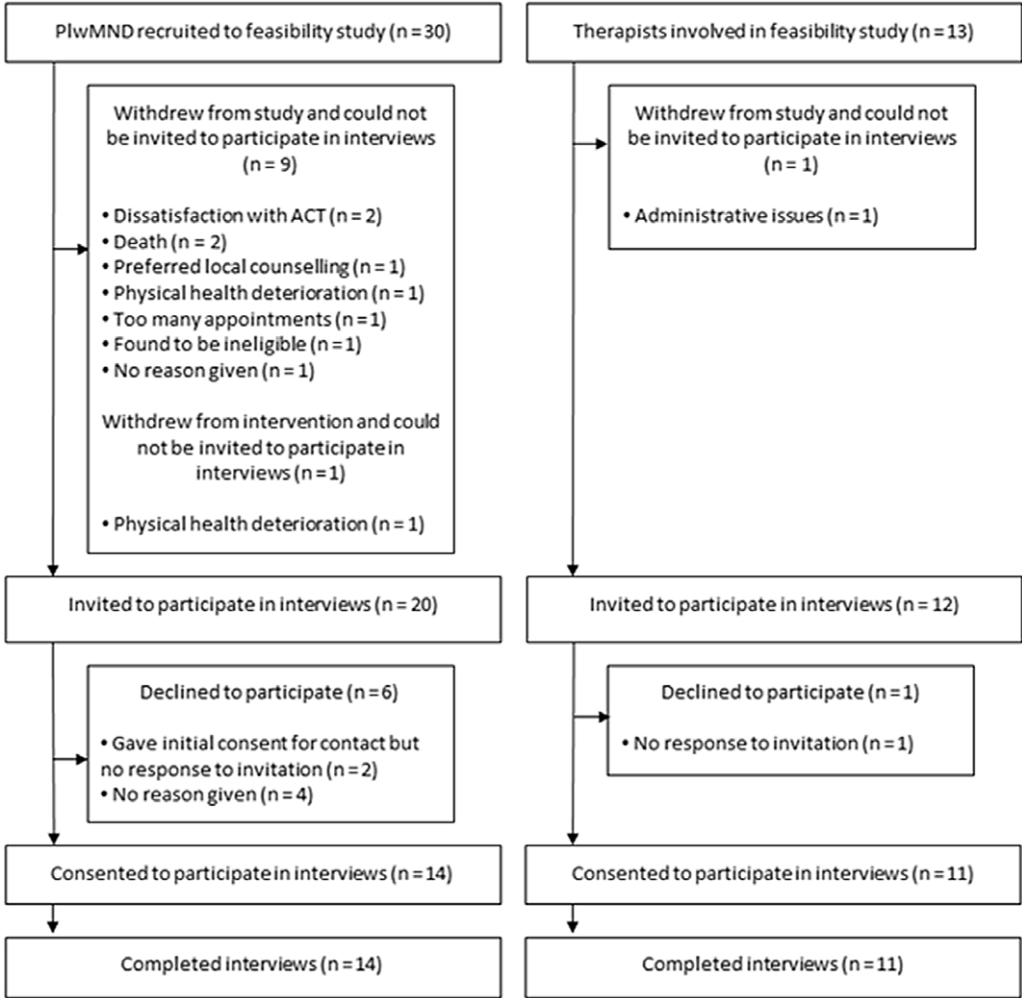 PlwMND recruited to feasibility study (n = 30)
Withdrew from study and could not
be invited to participate in interviews
(n = 9)
• Dissatisfaction with ACT (n = 2)
• Death (n = 2)
• Preferred local counselling (n = 1)
• Physical health deterioration (n = 1)
• Too many appointments (n = 1)
• Found to be ineligible (n = 1)
• No reason given (n = 1)
Withdrew from intervention and could
not be invited to participate in
interviews (n = 1)
• Physical health deterioration (n = 1)
Invited to participate in interviews (n = 20)
Declined to participate (n = 6)
• Gave initial consent for contact but
no response to invitation (n = 2)
• No reason given (n = 4)
Consented to participate in interviews (n = 14)
Completed interviews (n = 14)
Therapists involved in feasibility study (n = 13)
Withdrew from study and could not
be invited to participate in interviews
(n = 1)
• Administrative issues (n = 1)
Invited to participate in interviews (n = 12)
Declined to participate (n = 1)
• No response to invitation (n = 1)
Consented to participate in interviews (n = 11)
Completed interviews (n = 11)